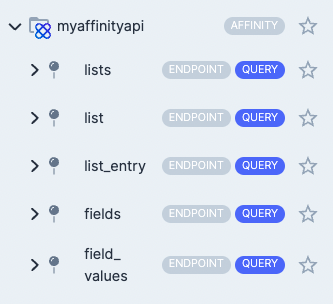 myaffinityapi AFFINITY
lists ENDPOINT QUERY
list ENDPOINT QUERY
list_entry ENDPOINT QUERY
fields ENDPOINT QUERY
field_
values ENDPOINT QUERY